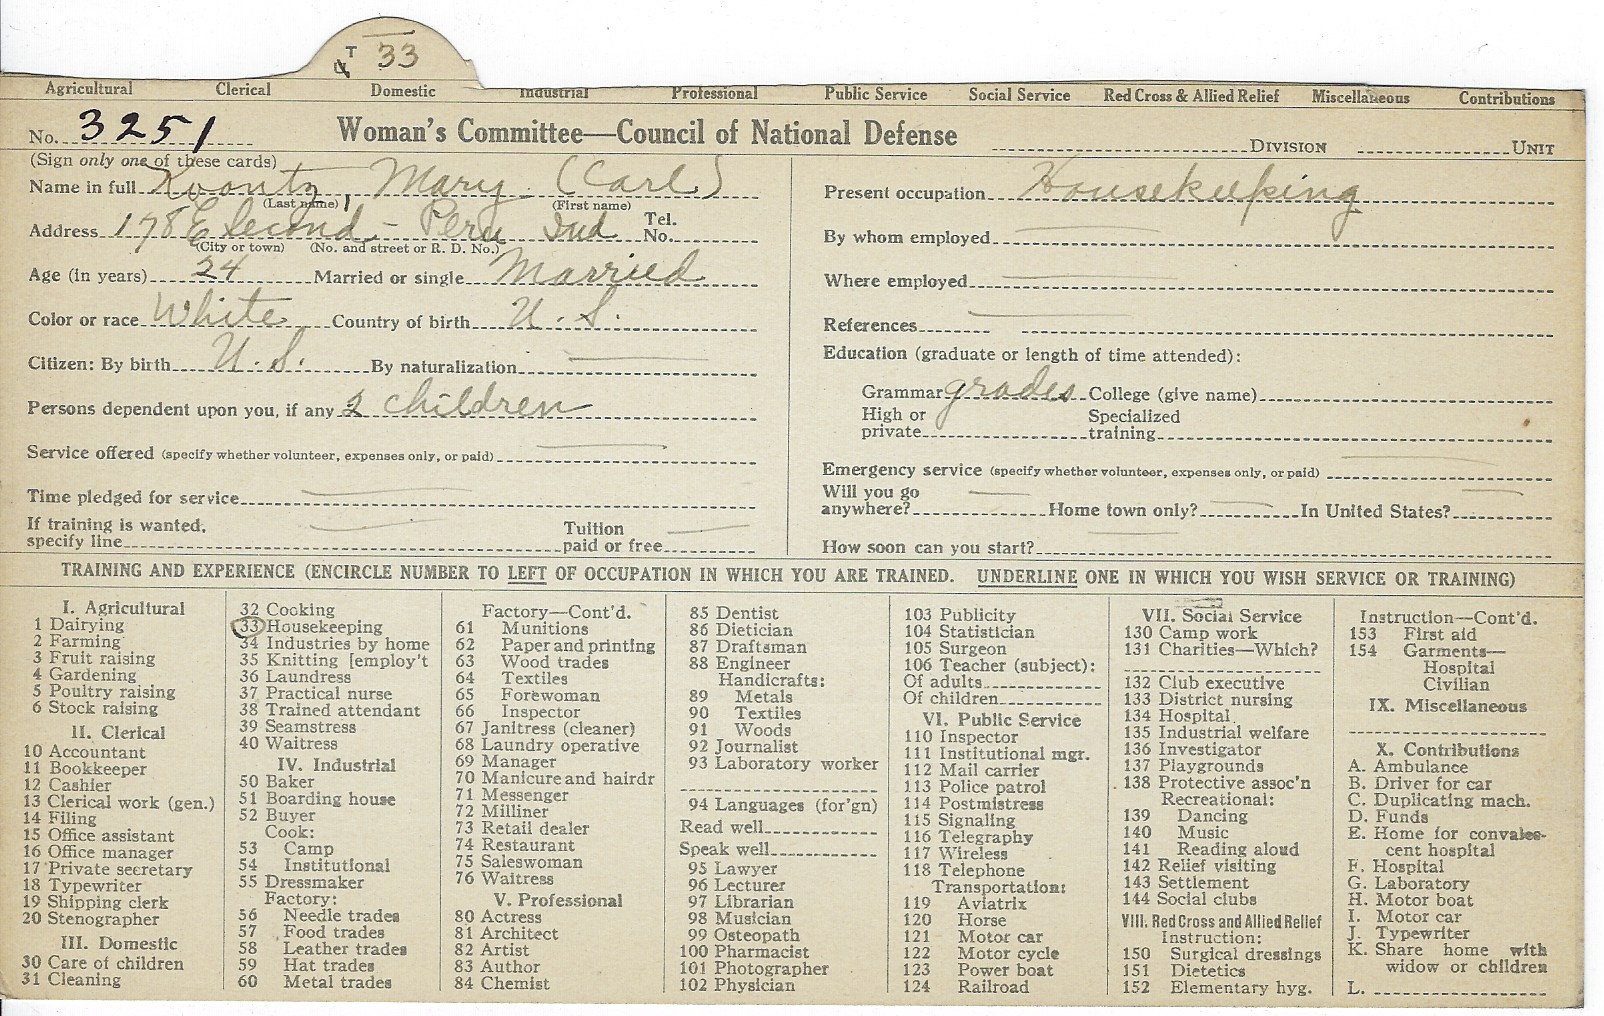 T 33
Agricultural Clerical Domestic Industrial Professional Public Service Social Service Red Cross & Allied Relief Miscellaneous Contributions
No. 3251 Woman's Committee—Council of National Defense DIVISION UNIT
(Sign only one of these cards)
Name in full Koontz, Mary (Carl)
(Last name) (First name)
Address 178 E Second - Peru Ind Tel. No.
(City or town) (No. and street or R. D. No.)
Age (in years) 24 Married or single Married
Color or race White Country of birth U.S.
Citizen: By birth U.S. By naturalization
Persons dependent upon you, if any 2 children
Service offered (specify whether volunteer, expenses only, or paid)
Time pledged for service
If training is wanted, specify line Tuition paid or free
Present occupation Housekeeping
By whom employed
Where employed
References
Education (graduate or length of time attended):
Grammar grades College (give name)
High or private Specialized training
Emergency service (specify whether volunteer, expenses only, or paid)
Will you go anywhere? Home town only? In United States?
How soon can you start?
TRAINING AND EXPERIENCE (ENCIRCLE NUMBER TO LEFT OF OCCUPATION IN WHICH YOU ARE TRAINED. UNDERLINE ONE IN WHICH YOU WISH SERVICE OR TRAINING)
I. Agricultural
1 Dairying
2 Farming
3 Fruit raising
4 Gardening
5 Poultry raising
6 Stock raising
II. Clerical
10 Accountant
11 Bookkeeper
12 Cashier
13 Clerical work (gen.)
14 Filing
15 Office assistant
16 Office manager
17 Private secretary
18 Typewriter
19 Shipping clerk
20 Stenographer
III. Domestic
30 Care of children
31 Cleaning
32 Cooking
33 Housekeeping
34 Industries by home
35 Knitting [employ't
36 Laundress
37 Practical nurse
38 Trained attendant
39 Seamstress
40 Waitress
IV. Industrial
50 Baker
51 Boarding house
52 Buyer
Cook:
53 Camp
54 Institutional
55 Dressmaker
Factory:
56 Needle trades
57 Food trades
58 Leather trades
59 Hat trades
60 Metal trades
Factory—Cont'd.
61 Munitions
62 Paper and printing
63 Wood trades
64 Textiles
65 Forewoman
66 Inspector
67 Janitress (cleaner)
68 Laundry operative
69 Manager
70 Manicure and hairdr
71 Messenger
72 Milliner
73 Retail dealer
74 Restaurant
75 Saleswoman
76 Waitress
V. Professional
80 Actress
81 Architect
82 Artist
83 Author
84 Chemist
85 Dentist
86 Dietician
87 Draftsman
88 Engineer
Handicrafts:
89 Metals
90 Textiles
91 Woods
92 Journalist
93 Laboratory worker
94 Languages (for'gn)
Read well
Speak well
95 Lawyer
96 Lecturer
97 Librarian
98 Musician
99 Osteopath
100 Pharmacist
101 Photographer
102 Physician
103 Publicity
104 Statistician
105 Surgeon
106 Teacher (subject):
Of adults
Of children
VI. Public Service
110 Inspector
111 Institutional mgr.
112 Mail carrier
113 Police patrol
114 Postmistress
115 Signaling
116 Telegraphy
117 Wireless
118 Telephone
Transportation:
119 Aviatrix
120 Horse
121 Motor car
122 Motor cycle
123 Power boat
124 Railroad
VII. Social Service
130 Camp work
131 Charities—Which?
132 Club executive
133 District nursing
134 Hospital
135 Industrial welfare
136 Investigator
137 Playgrounds
138 Protective assoc'n
Recreational:
139 Dancing
140 Music
141 Reading aloud
142 Relief visiting
143 Settlement
144 Social clubs
VIII. Red Cross and Allied Relief
Instruction:
150 Surgical dressings
151 Dietetics
152 Elementary hyg.
Instruction—Cont'd.
153 First aid
154 Garments—
Hospital
Civilian
IX. Miscellaneous
X. Contributions
A. Ambulance
B. Driver for car
C. Duplicating mach.
D. Funds
E. Home for convales-
cent hospital
F. Hospital
G. Laboratory
H. Motor boat
I. Motor car
J. Typewriter
K. Share home with
widow or children
L.